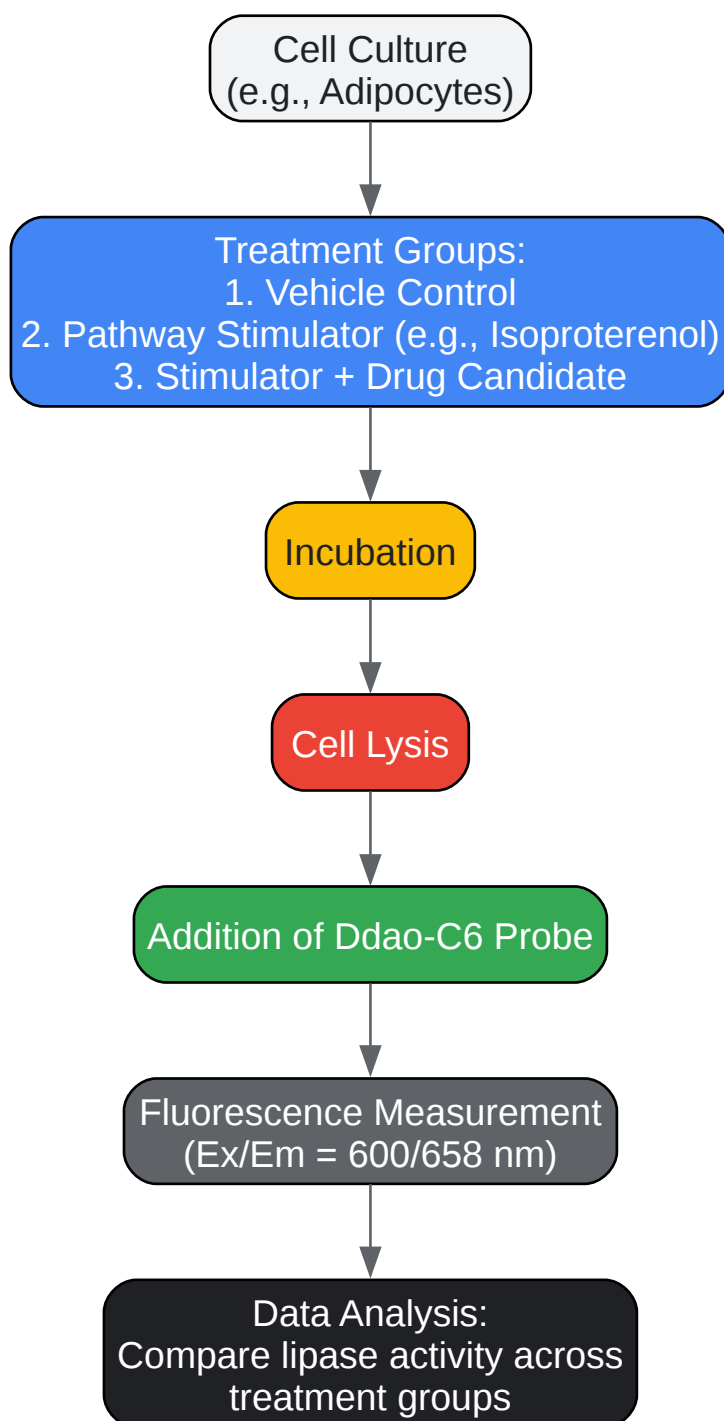 Cell Culture
(e.g., Adipocytes)
Treatment Groups:
1. Vehicle Control
2. Pathway Stimulator (e.g., Isoproterenol)
3. Stimulator + Drug Candidate
Incubation
Cell Lysis
Addition of Ddao-C6 Probe
Fluorescence Measurement
(Ex/Em = 600/658 nm)
Data Analysis:
Compare lipase activity across
treatment groups